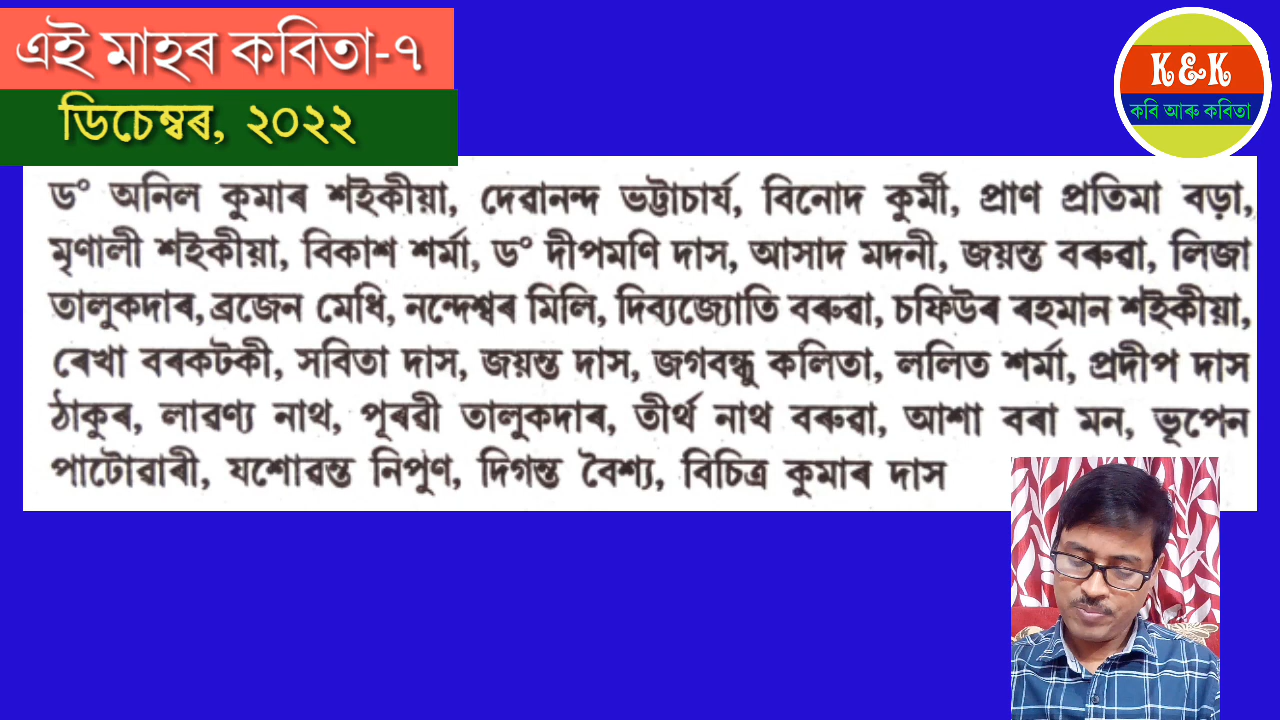 এই মাহৰ কবিতা-৭
ডিচেম্বৰ, ২০২২
K&K
কবি আৰু কবিতা
ড° অনিল কুমাৰ শইকীয়া, দেৱানন্দ ভট্টাচাৰ্য, বিনোদ কুৰ্মী, প্ৰাণ প্ৰতিমা বড়া,
মৃণালী শইকীয়া, বিকাশ শৰ্মা, ড° দীপমণি দাস, আসাদ মদনী, জয়ন্ত বৰুৱা, লিজা
তালুকদাৰ, ব্ৰজেন মেধি, নন্দেশ্বৰ মিলি, দিব্যজ্যোতি বৰুৱা, চফিউৰ ৰহমান শইকীয়া,
ৰেখা বৰকটকী, সবিতা দাস, জয়ন্ত দাস, জগবন্ধু কলিতা, ললিত শৰ্মা, প্ৰদীপ দাস
ঠাকুৰ, লাৱণ্য নাথ, পূৰৱী তালুকদাৰ, তীৰ্থ নাথ বৰুৱা, আশা বৰা মন, ভূপেন
পাটোৱাৰী, যশোৱন্ত নিপুণ, দিগন্ত বৈশ্য, বিচিত্ৰ কুমাৰ দাস